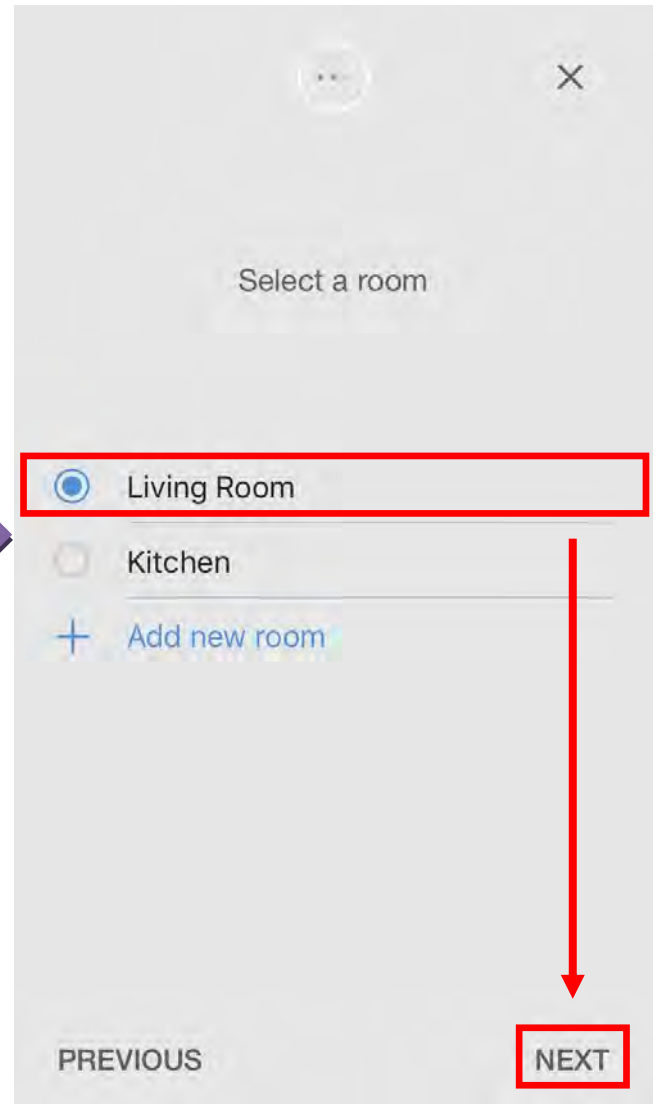 Select a room
Living Room
Kitchen
Add new room
PREVIOUS NEXT